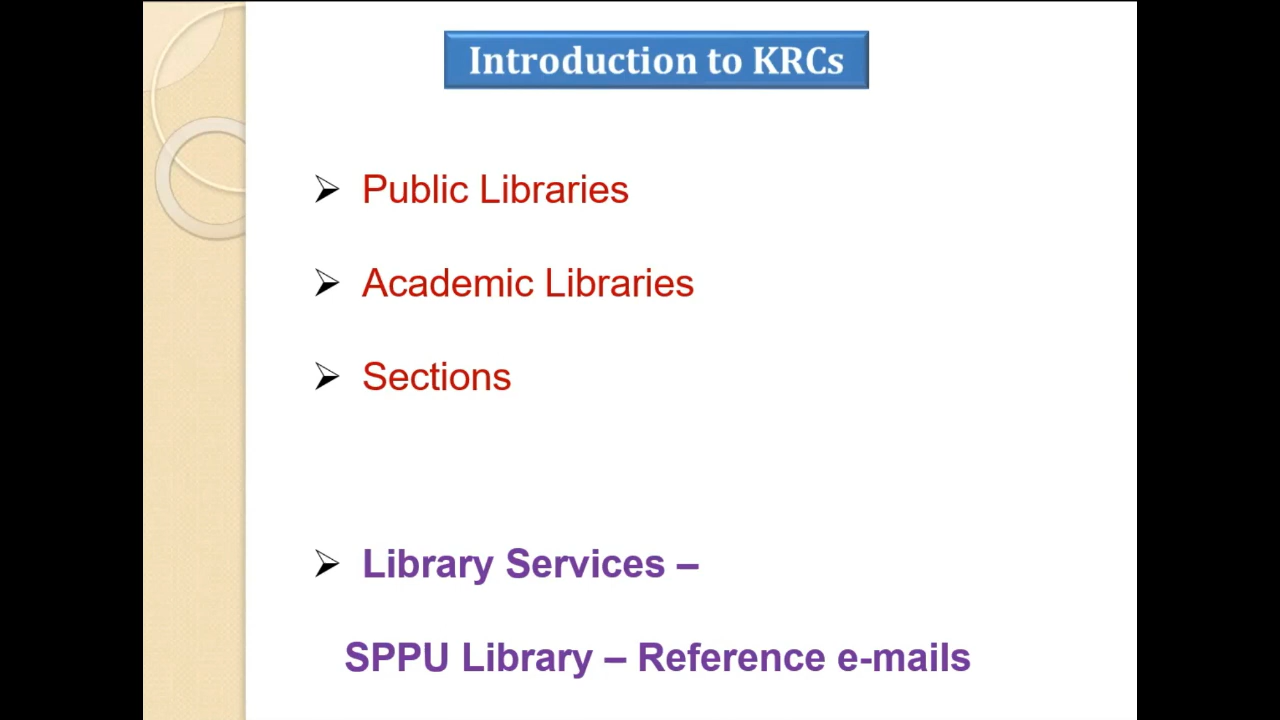 Introduction to KRCs
Public Libraries
Academic Libraries
Sections
Library Services –
SPPU Library – Reference e-mails